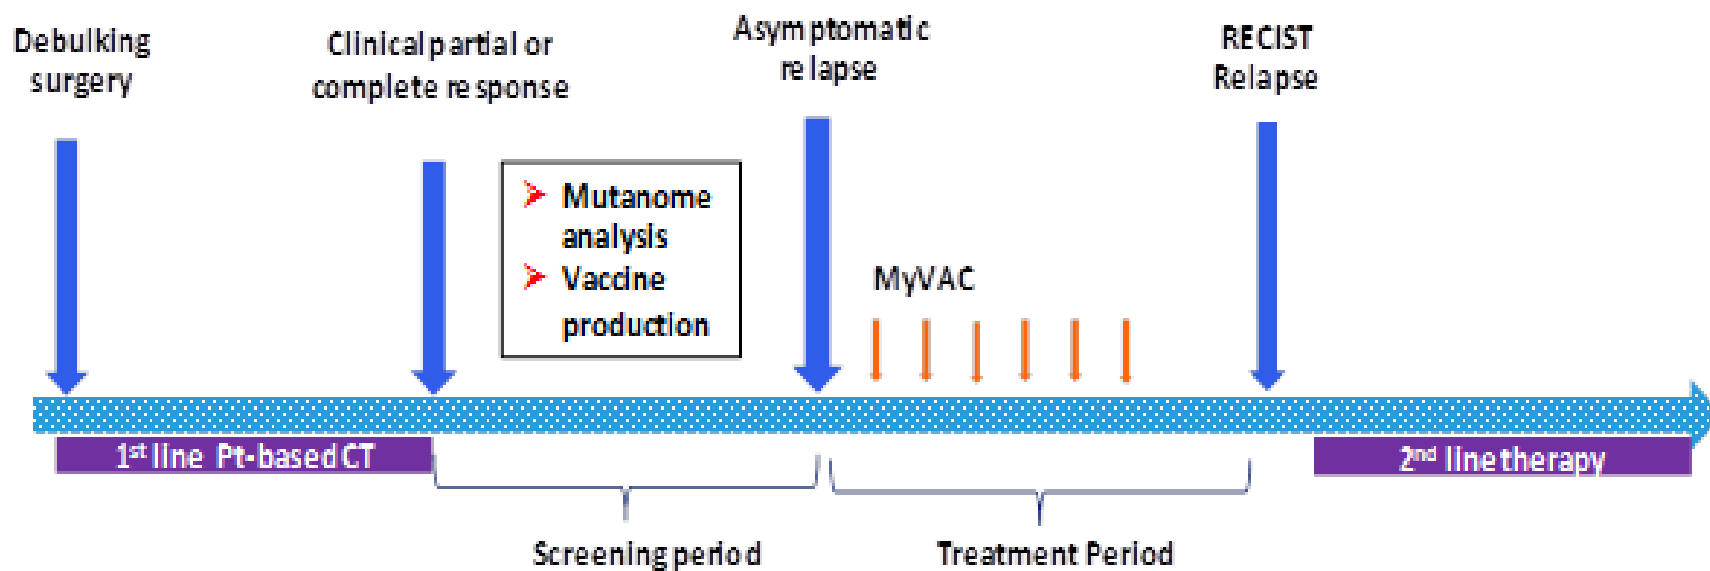 Debulking
surgery
Clinical partial or
complete response
Asymptomatic
relapse
RECIST
Relapse
Mutanome
analysis
Vaccine
production
MyVAC
1st line Pt-based CT
2nd line therapy
Screening period
Treatment Period